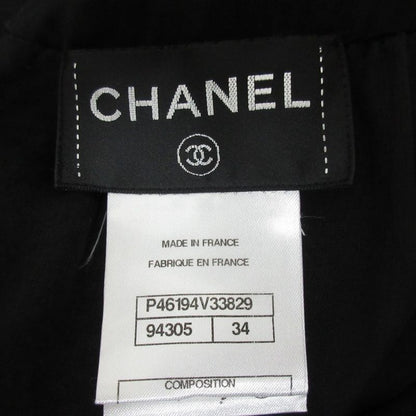 CHANEL
MADE IN FRANCE
FABRIQUE EN FRANCE
P46194V33829
94305 34
COMPOSITION